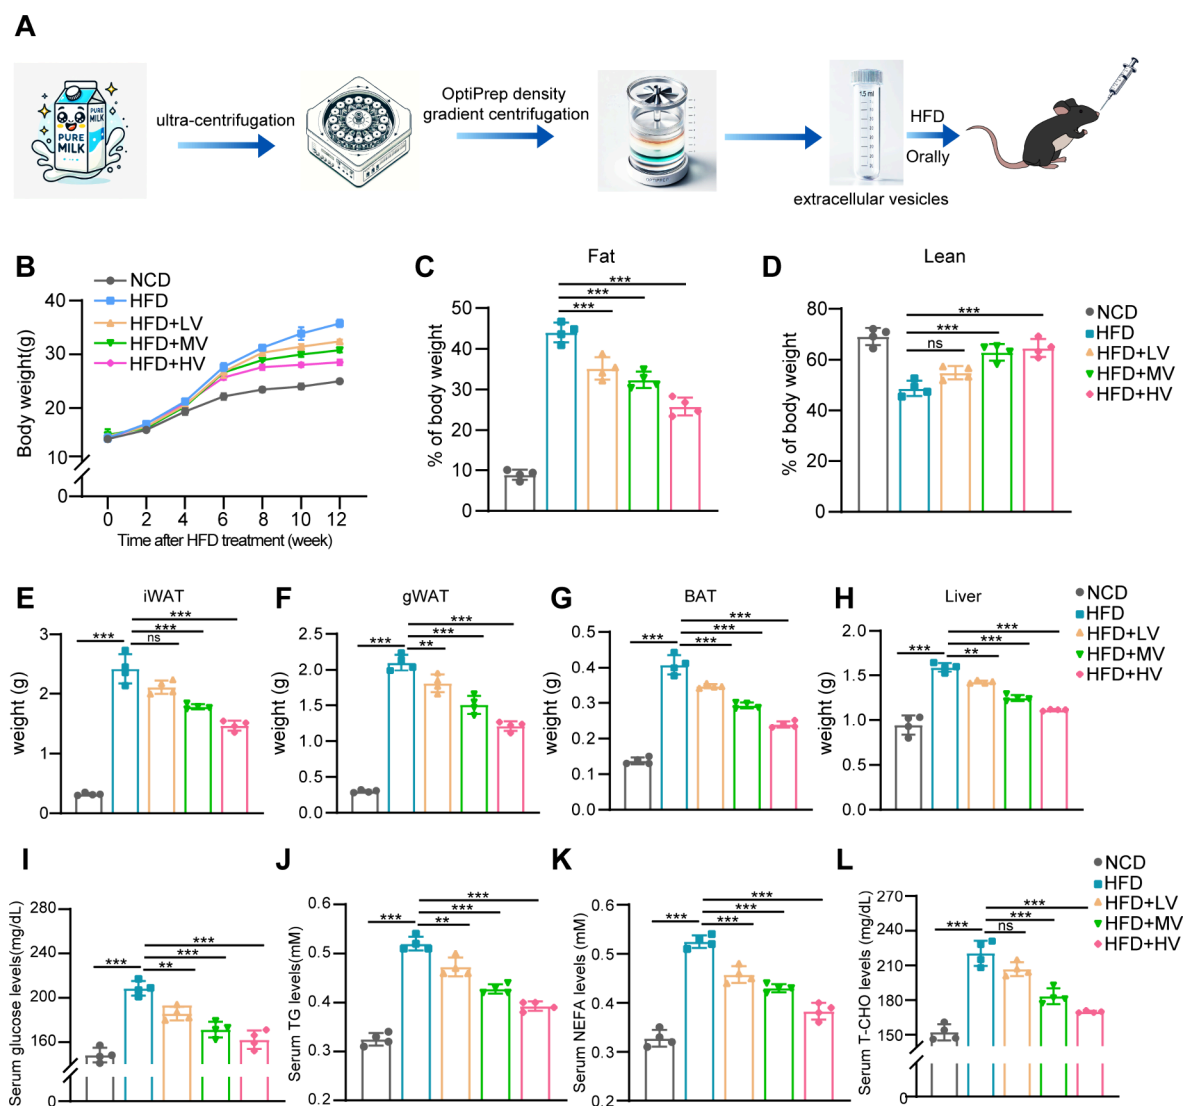 A
ultra-centrifugation
OptiPrep density
gradient centrifugation
PURE
MILK
PURE
MILK
1.5 ml
HFD
Orally
extracellular vesicles
B
NCD
HFD
HFD+LV
HFD+MV
HFD+HV
Body weight(g)
40
30
20
10
0
0 2 4 6 8 10 12
Time after HFD treatment (week)
C
Fat
% of body weight
50
40
30
20
10
0
***
***
***
D
Lean
% of body weight
80
60
40
20
0
***
***
ns
NCD
HFD
HFD+LV
HFD+MV
HFD+HV
E
iWAT
weight (g)
3
2
1
0
***
***
***
ns
F
gWAT
weight (g)
2.5
2.0
1.5
1.0
0.5
0.0
***
***
***
**
G
BAT
weight (g)
0.5
0.4
0.3
0.2
0.1
0.0
***
***
***
***
H
Liver
weight (g)
2.0
1.5
1.0
0.5
0.0
***
***
***
**
NCD
HFD
HFD+LV
HFD+MV
HFD+HV
I
Serum glucose levels(mg/dL)
280
240
200
160
0
***
***
***
**
J
Serum TG levels(mM)
0.6
0.5
0.4
0.3
0.2
***
***
***
**
K
Serum NEFA levels (mM)
0.6
0.5
0.4
0.3
0.2
***
***
***
***
L
Serum T-CHO levels(mg/dL)
270
240
210
180
150
0
***
***
***
ns
NCD
HFD
HFD+LV
HFD+MV
HFD+HV